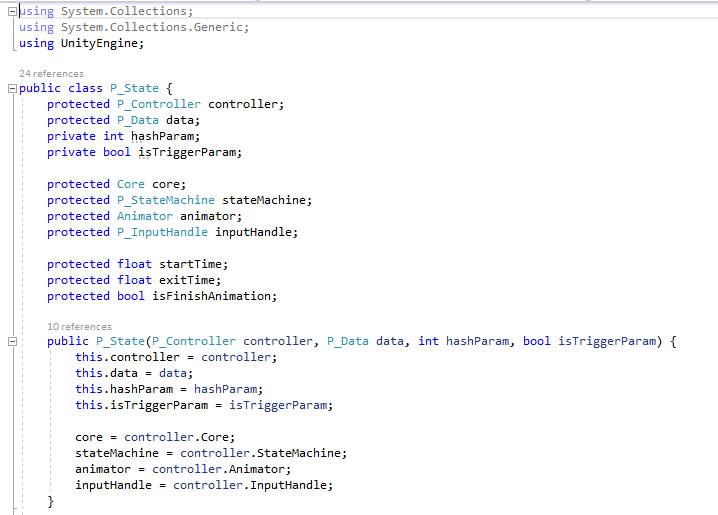 using System.Collections;
using System.Collections.Generic;
using UnityEngine;
24 references
public class P_State {
protected P_Controller controller;
protected P_Data data;
private int hashParam;
private bool isTriggerParam;
protected Core core;
protected P_StateMachine stateMachine;
protected Animator animator;
protected P_InputHandle inputHandle;
protected float startTime;
protected float exitTime;
protected bool isFinishAnimation;
10 references
public P_State(P_Controller controller, P_Data data, int hashParam, bool isTriggerParam) {
this.controller = controller;
this.data = data;
this.hashParam = hashParam;
this.isTriggerParam = isTriggerParam;
core = controller.Core;
stateMachine = controller.StateMachine;
animator = controller.Animator;
inputHandle = controller.InputHandle;
}